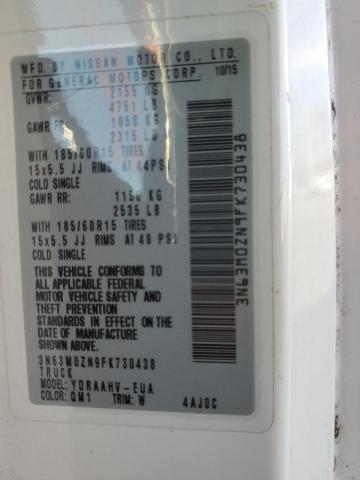 MFD. BY NISSAN MOTOR CO., LTD.
FOR GENERAL MOTORS CORP. 10/15
GVWR: 2155 KG
4751 LB
GAWR FR: 1050 KG
2315 LB
WITH 185/60R15 TIRES
15x5.5 JJ RIMS AT 44PSI
COLD SINGLE
GAWR RR: 1150 KG
2535 LB
WITH 185/60R15 TIRES
15x5.5 JJ RIMS AT 48 PSI
COLD SINGLE
THIS VEHICLE CONFORMS TO
ALL APPLICABLE FEDERAL
MOTOR VEHICLE SAFETY AND
THEFT PREVENTION
STANDARDS IN EFFECT ON THE
DATE OF MANUFACTURE
SHOWN ABOVE.
3N63M0ZN9FK730438
TRUCK
MODEL: YDRAAHV-EUA
COLOR: QM1 TRIM: W 4AJ0C
3N63M0ZN9FK730438